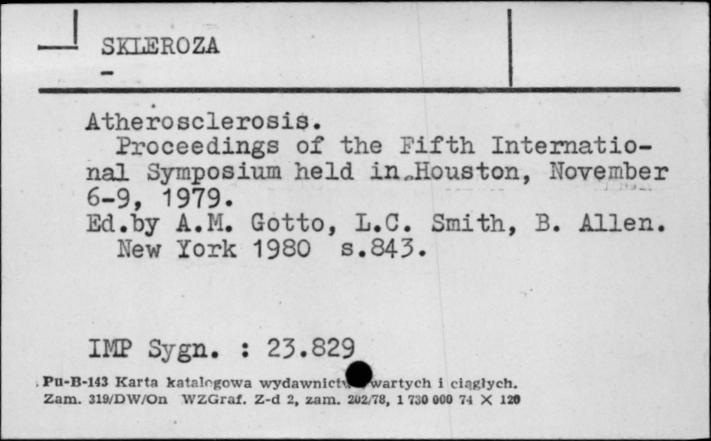 SKLEROZA
-
Atherosclerosis.
Proceedings of the Fifth Internatio-
nal Symposium held in Houston, November
6-9, 1979.
Ed.by A.M. Gotto, L.C. Smith, B. Allen.
New York 1980 s.843.
IMP Sygn. : 23.829
Pu-B-143 Karta katalogowa wydawnictw zwartych i ciągłych.
Zam. 319/DW/On WZGraf. Z-d 2, zam. 202/78, 1 730 000 74 X 120